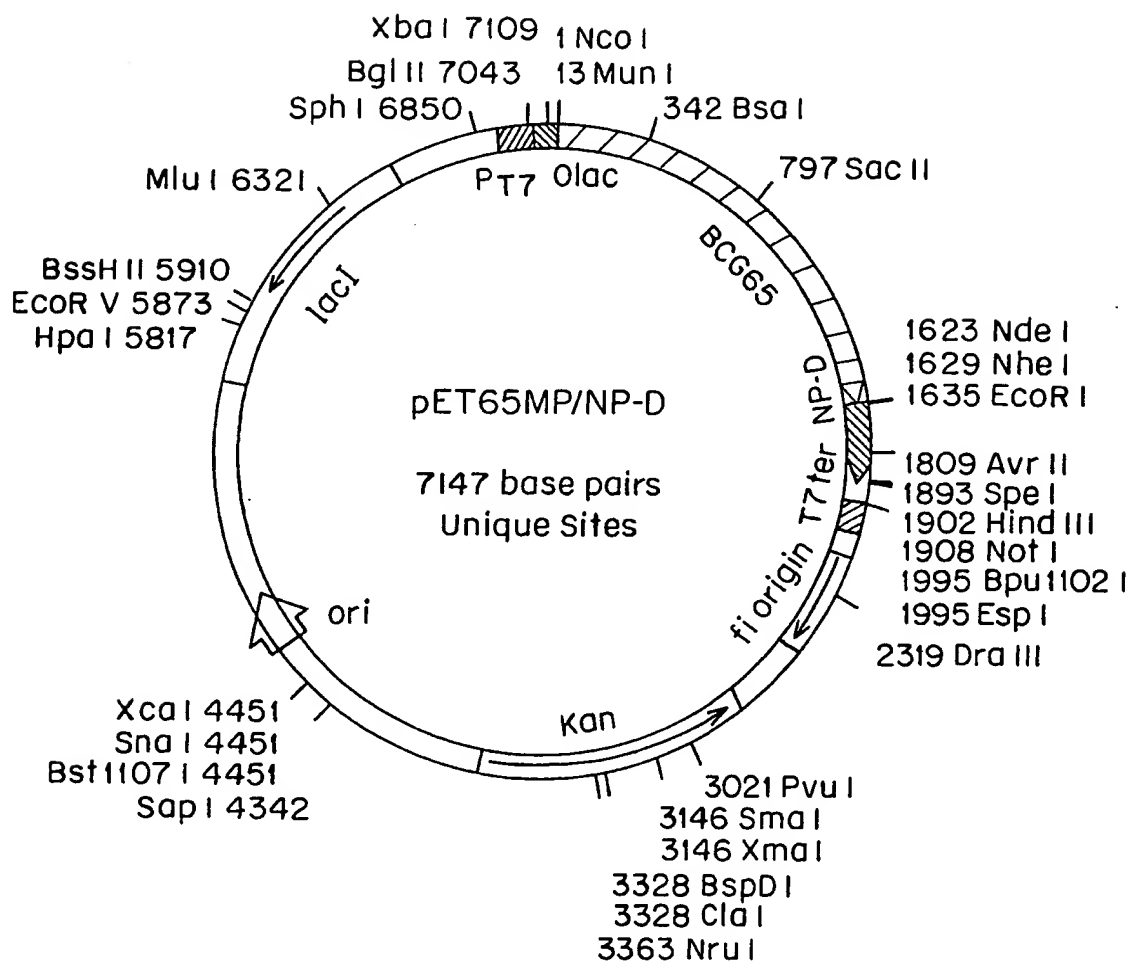 Xba I 7109
1 Nco I
Bgl II 7043
13 Mun I
Sph I 6850
342 Bsa I
Mlu I 6321
797 Sac II
PT7
Olac
BCG65
BssH II 5910
EcoR V 5873
Hpa I 5817
lacI
1623 Nde I
1629 Nhe I
1635 EcoR I
NP-D
pET65MP/NP-D
7147 base pairs
Unique Sites
T7 ter
1809 Avr II
1893 Spe I
1902 Hind III
1908 Not I
1995 Bpu1102 I
1995 Esp I
2319 Dra III
fi origin
ori
Kan
Xca I 4451
Sna I 4451
Bst1107 I 4451
Sap I 4342
3021 Pvu I
3146 Sma I
3146 Xma I
3328 BspD I
3328 Cla I
3363 Nru I